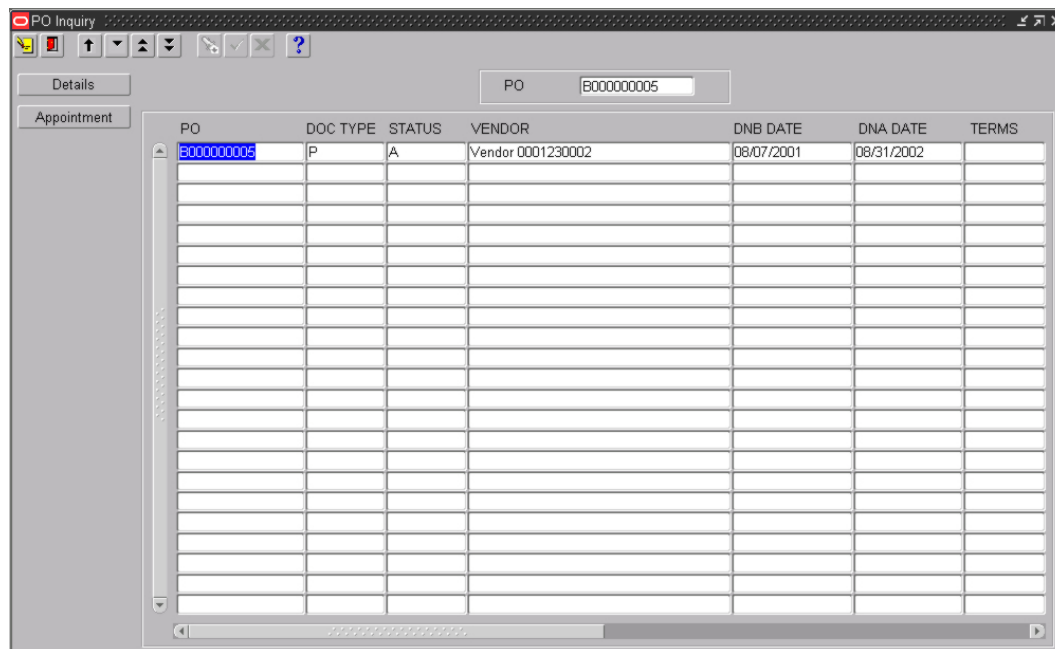 PO Inquiry
?
Details
PO B000000005
Appointment
PO DOC TYPE STATUS VENDOR DNB DATE DNA DATE TERMS
B000000005 P A Vendor 0001230002 08/07/2001 08/31/2002